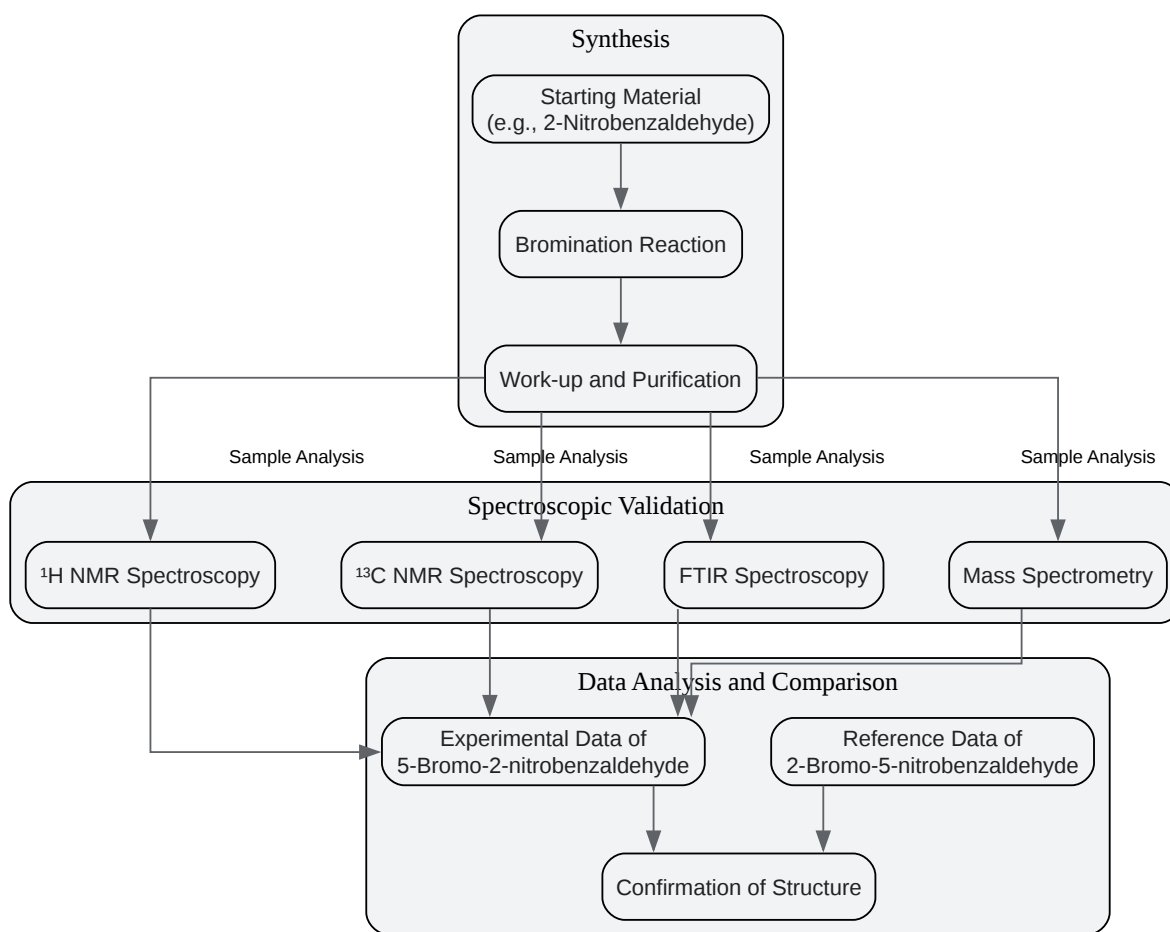 Synthesis
Starting Material
(e.g., 2-Nitrobenzaldehyde)
Bromination Reaction
Work-up and Purification
Sample Analysis
Sample Analysis
Sample Analysis
Sample Analysis
Spectroscopic Validation
¹H NMR Spectroscopy
¹³C NMR Spectroscopy
FTIR Spectroscopy
Mass Spectrometry
Data Analysis and Comparison
Experimental Data of
5-Bromo-2-nitrobenzaldehyde
Reference Data of
2-Bromo-5-nitrobenzaldehyde
Confirmation of Structure